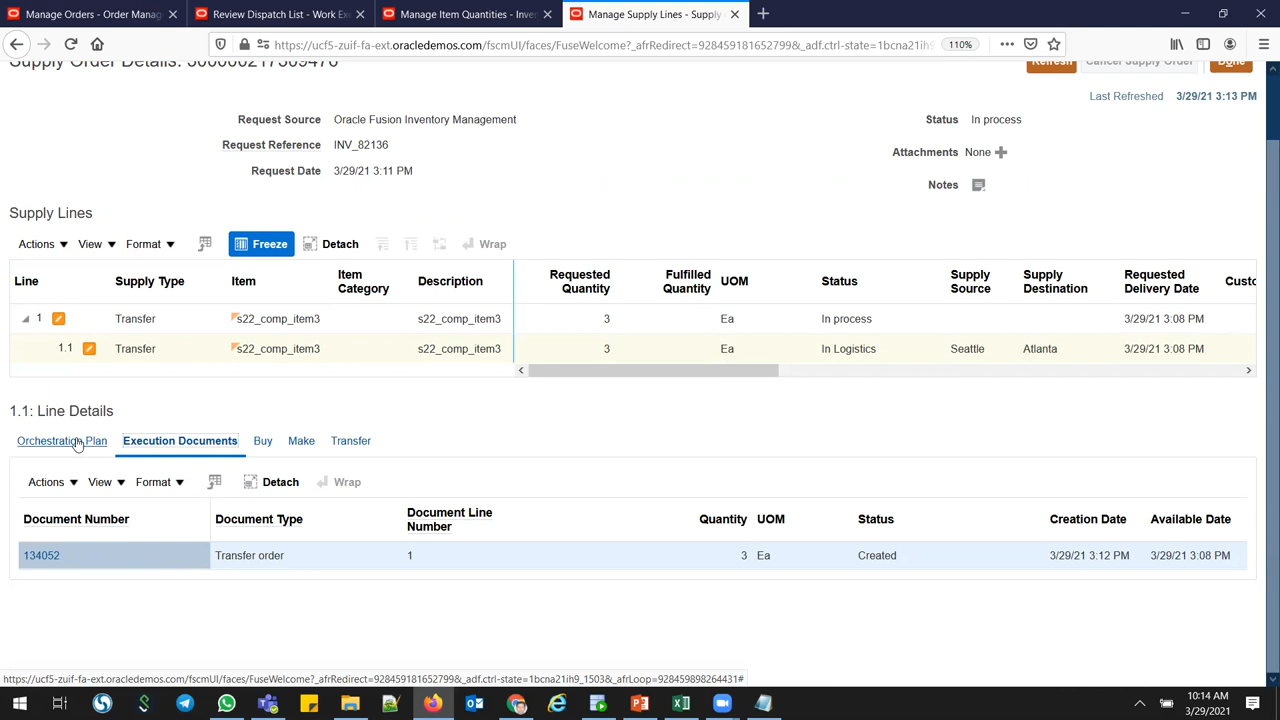 Manage Orders - Order Manag
Review Dispatch List - Work Ex
Manage Item Quantities - Inve
Manage Supply Lines - Supply
https://ucf5-zuif-fa-ext.oracledemos.com/fscmUI/faces/FuseWelcome?_afrRedirect=928459181652799&_adf.ctrl-state=1bcna21ih9
110%
Supply Order Details: 300000217369476
Refresh
Cancel Supply Order
Done
Last Refreshed 3/29/21 3:13 PM
Request Source Oracle Fusion Inventory Management
Status In process
Request Reference INV_82136
Attachments None
Request Date 3/29/21 3:11 PM
Notes
Supply Lines
Actions View Format Freeze Detach Wrap
Line Supply Type Item Item Category Description Requested Quantity Fulfilled Quantity UOM Status Supply Source Supply Destination Requested Delivery Date Custo
1 Transfer s22_comp_item3 s22_comp_item3 3 Ea In process 3/29/21 3:08 PM
1.1 Transfer s22_comp_item3 s22_comp_item3 3 Ea In Logistics Seattle Atlanta 3/29/21 3:08 PM
1.1: Line Details
Orchestration Plan Execution Documents Buy Make Transfer
Actions View Format Detach Wrap
Document Number Document Type Document Line Number Quantity UOM Status Creation Date Available Date
134052 Transfer order 1 3 Ea Created 3/29/21 3:12 PM 3/29/21 3:08 PM
https://ucf5-zuif-fa-ext.oracledemos.com/fscmUI/faces/FuseWelcome?_afrRedirect=928459181652799&_adf.ctrl-state=1bcna21ih9_1503&_afrLoop=928459898264431#
10:14 AM
3/29/2021